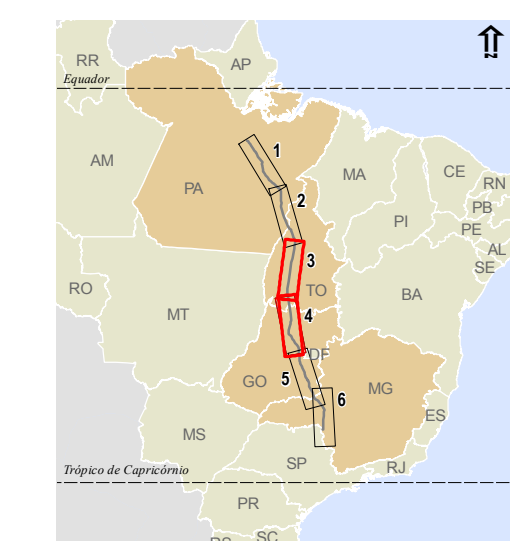 N
RR
AP
Equador
1
AM
MA
CE
RN
PA
2
PB
PI
PE
AL
3
SE
RO
TO
BA
MT
4
DF
5
GO
MG
6
ES
MS
SP
RJ
Trópico de Capricórnio
PR
SC
RS